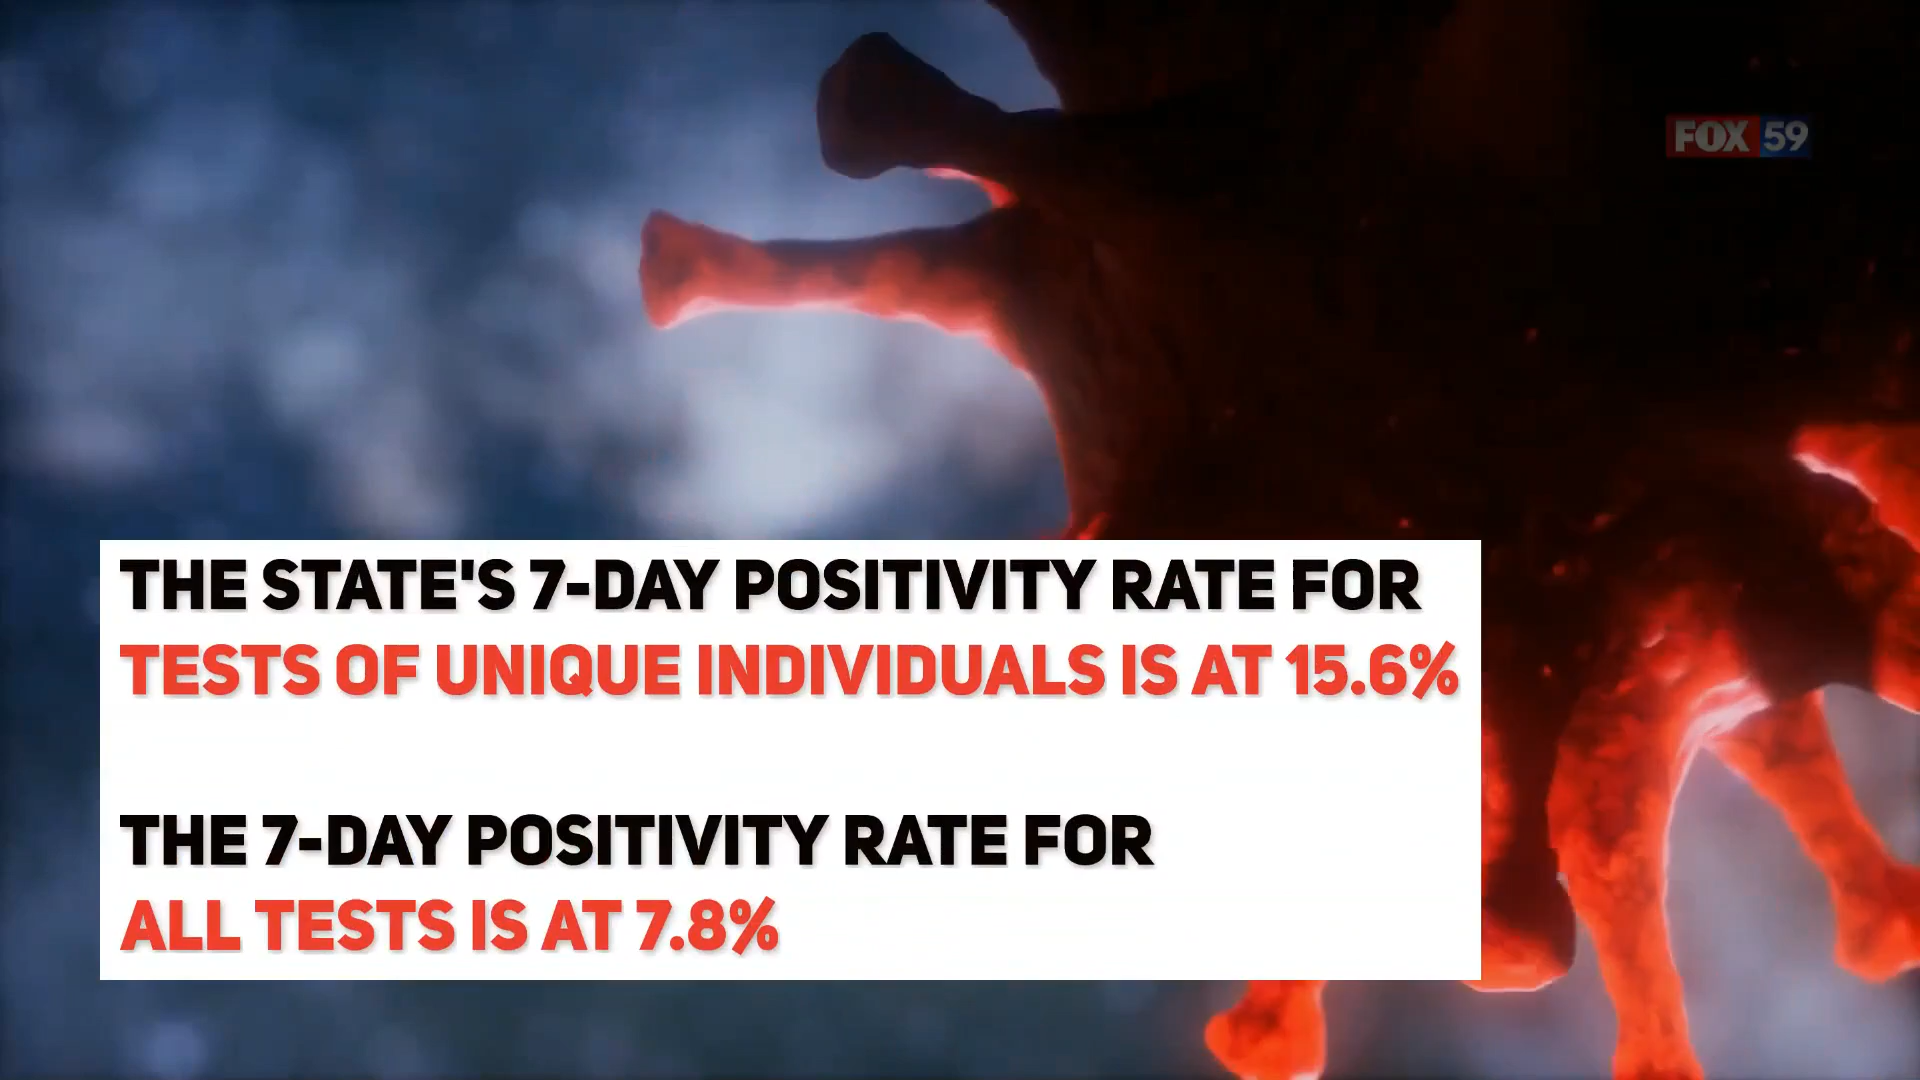 FOX 59
THE STATE'S 7-DAY POSITIVITY RATE FOR
TESTS OF UNIQUE INDIVIDUALS IS AT 15.6%
THE 7-DAY POSITIVITY RATE FOR
ALL TESTS IS AT 7.8%